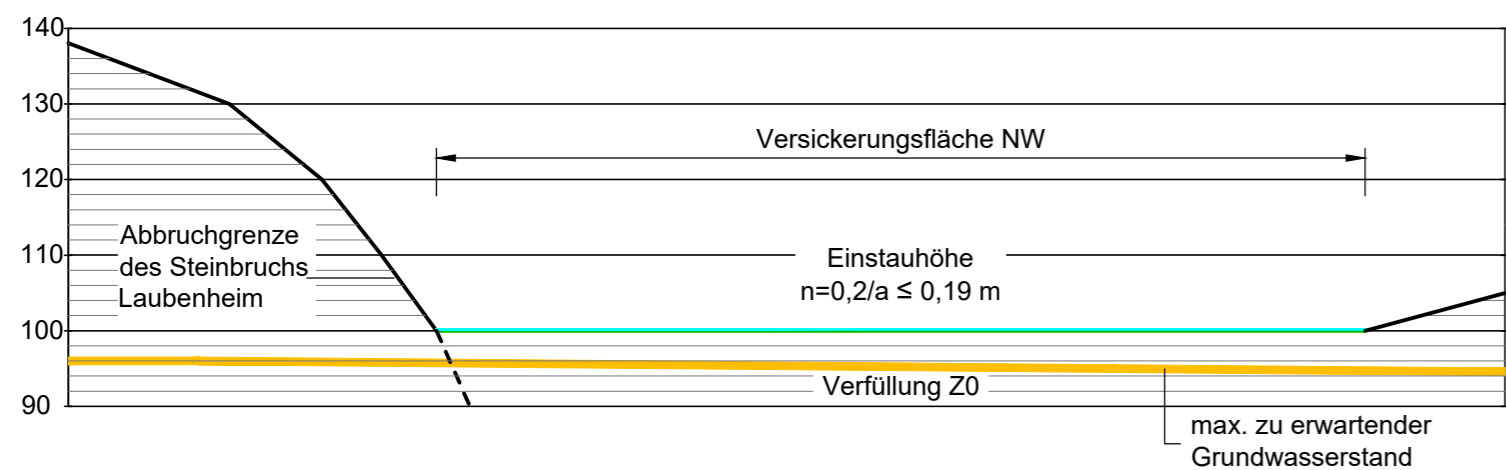 140
130
120
110
100
90
Versickerungsfläche NW
Abbruchgrenze
des Steinbruchs
Laubenheim
Einstauhöhe
n=0,2/a ≤ 0,19 m
Verfüllung Z0
max. zu erwartender
Grundwasserstand